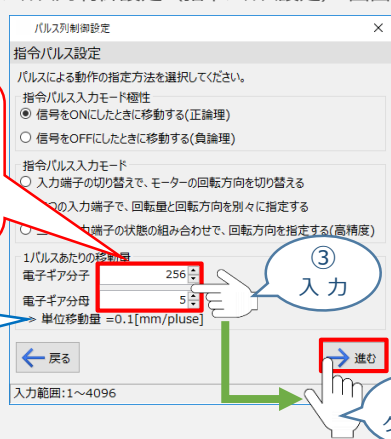 パルス列制御設定
指令パルス設定
パルスによる動作の指定方法を選択してください。
指令パルス入力モード極性
信号をONにしたときに移動する(正論理)
信号をOFFにしたときに移動する(負論理)
指令パルス入力モード
入力端子の切り替えで、モーターの回転方向を切り替える
つの入力端子で、回転量と回転方向を別々に指定する
力端子の状態の組み合わせで、回転方向を指定する(高精度)
1パルスあたりの移動量
電子ギア分子 256
電子ギア分母 5
単位移動量 =0.1[mm/pluse]
③
入 力
戻る
進む
入力範囲:1～4096